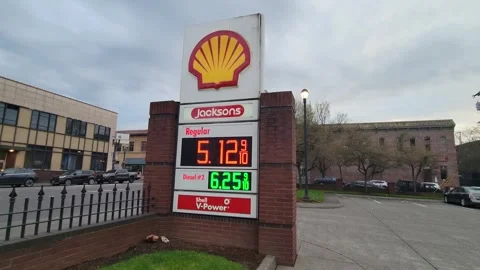 Jacksons
Regular
5.12 9/10
Diesel #2
6.25 9/10
Shell
V-Power